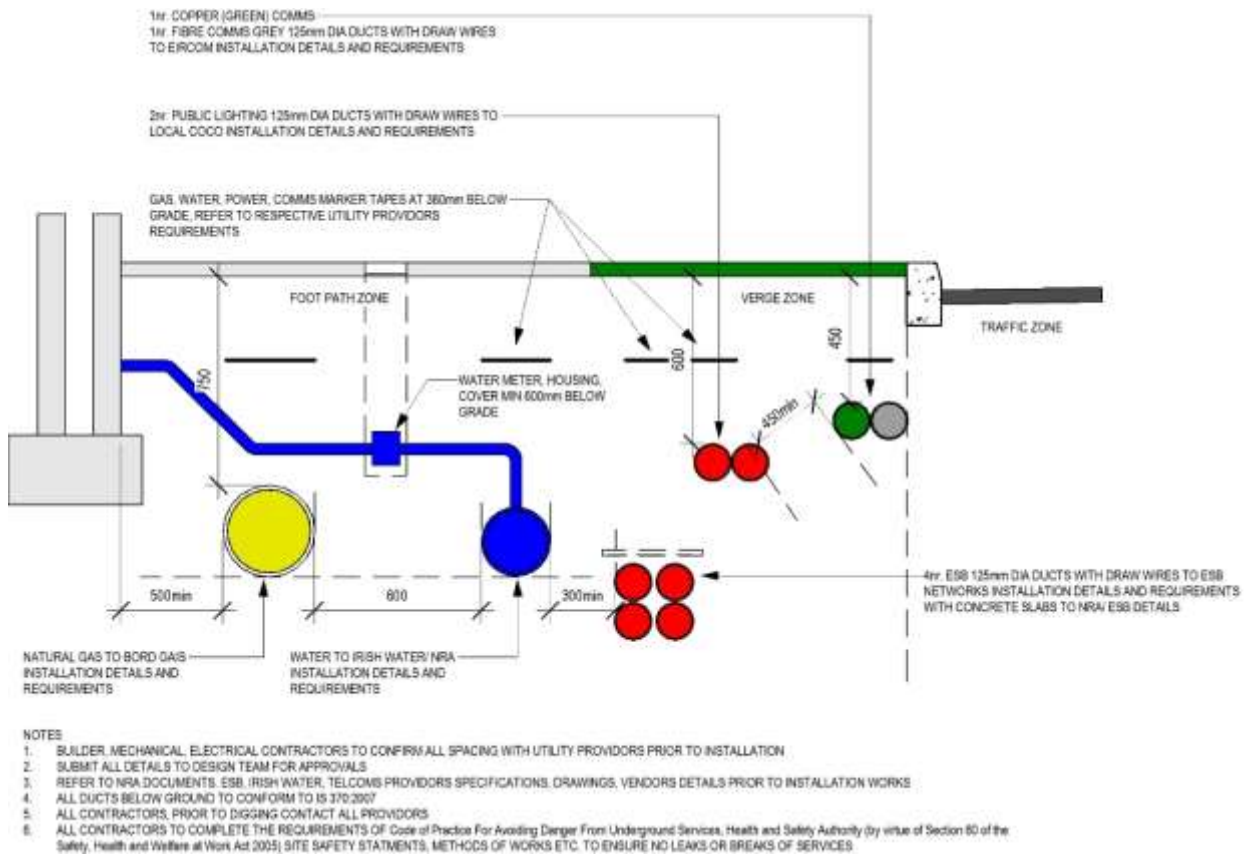 1nr. COPPER (GREEN) COMMS
1nr. FIBRE COMMS GREY 125mm DIA DUCTS WITH DRAW WIRES
TO EIRCOM INSTALLATION DETAILS AND REQUIREMENTS
2nr. PUBLIC LIGHTING 125mm DIA DUCTS WITH DRAW WIRES TO
LOCAL COCO INSTALLATION DETAILS AND REQUIREMENTS
GAS, WATER, POWER, COMMS MARKER TAPES AT 360mm BELOW
GRADE, REFER TO RESPECTIVE UTILITY PROVIDORS
REQUIREMENTS
FOOT PATH ZONE
VERGE ZONE
TRAFFIC ZONE
750
600
450
WATER METER, HOUSING,
COVER MIN 600mm BELOW
GRADE
450min
500min
600
300min
4nr. ESB 125mm DIA DUCTS WITH DRAW WIRES TO ESB
NETWORKS INSTALLATION DETAILS AND REQUIREMENTS
WITH CONCRETE SLABS TO NRA/ ESB DETAILS
NATURAL GAS TO BORD GAIS
INSTALLATION DETAILS AND
REQUIREMENTS
WATER TO IRISH WATER/ NRA
INSTALLATION DETAILS AND
REQUIREMENTS
NOTES
1. BUILDER, MECHANICAL, ELECTRICAL CONTRACTORS TO CONFIRM ALL SPACING WITH UTILITY PROVIDORS PRIOR TO INSTALLATION
2. SUBMIT ALL DETAILS TO DESIGN TEAM FOR APPROVALS
3. REFER TO NRA DOCUMENTS, ESB, IRISH WATER, TELCOMS PROVIDORS SPECIFICATIONS, DRAWINGS, VENDORS DETAILS PRIOR TO INSTALLATION WORKS
4. ALL DUCTS BELOW GROUND TO CONFORM TO IS 370:2007
5. ALL CONTRACTORS, PRIOR TO DIGGING CONTACT ALL PROVIDORS
6. ALL CONTRACTORS TO COMPLETE THE REQUIREMENTS OF Code of Practice For Avoiding Danger From Underground Services, Health and Safety Authority (by virtue of Section 60 of the
Safety, Health and Welfare at Work Act 2005) SITE SAFETY STATMENTS, METHODS OF WORKS ETC. TO ENSURE NO LEAKS OR BREAKS OF SERVICES